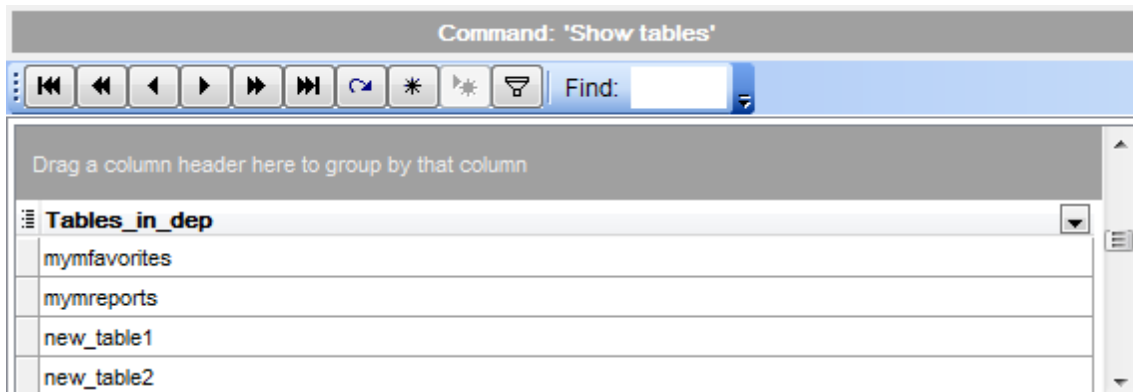 Command: 'Show tables'
Find:
Drag a column header here to group by that column
Tables_in_dep
mymfavorites
mymreports
new_table1
new_table2